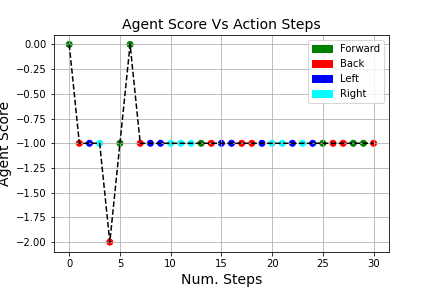 Agent Score Vs Action Steps
Agent Score
0.00
−0.25
−0.50
−0.75
−1.00
−1.25
−1.50
−1.75
−2.00
Forward
Back
Left
Right
0 5 10 15 20 25 30
Num. Steps